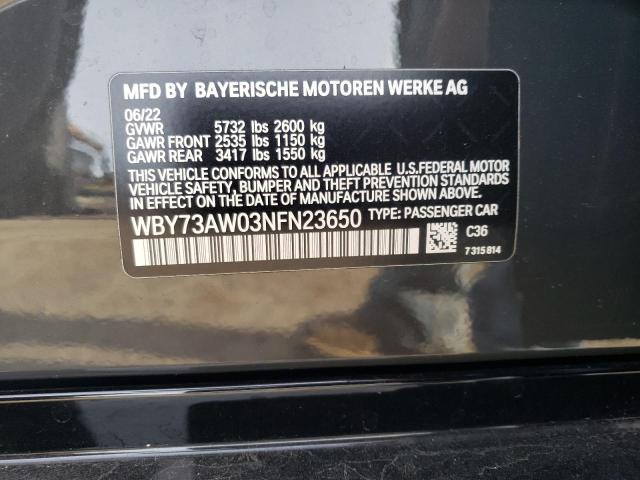 MFD BY BAYERISCHE MOTOREN WERKE AG
06/22
GVWR 5732 lbs 2600 kg
GAWR FRONT 2535 lbs 1150 kg
GAWR REAR 3417 lbs 1550 kg
THIS VEHICLE CONFORMS TO ALL APPLICABLE U.S.FEDERAL MOTOR
VEHICLE SAFETY, BUMPER AND THEFT PREVENTION STANDARDS
IN EFFECT ON THE DATE OF MANUFACTURE SHOWN ABOVE.
WBY73AW03NFN23650 TYPE: PASSENGER CAR
C36
7315814